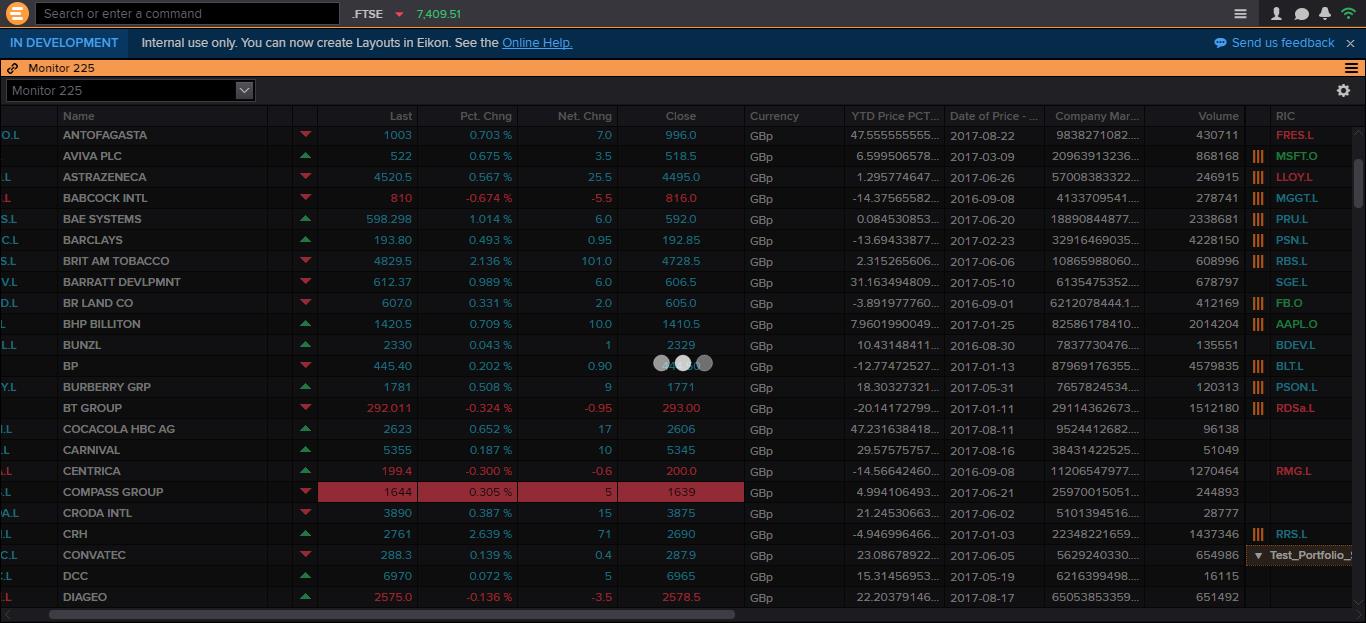 Search or enter a command .FTSE 7,409.51
IN DEVELOPMENT Internal use only. You can now create Layouts in Eikon. See the Online Help. Send us feedback
Monitor 225
Monitor 225
Name Last Pct. Chng Net. Chng Close Currency YTD Price PCT... Date of Price - ... Company Mar... Volume RIC
O.L ANTOFAGASTA 1003 0.703 % 7.0 996.0 GBp 47.555555555... 2017-08-22 9838271082.... 430711 FRES.L
AVIVA PLC 522 0.675 % 3.5 518.5 GBp 6.599506578... 2017-03-09 20963913236... 868168 MSFT.O
.L ASTRAZENECA 4520.5 0.567 % 25.5 4495.0 GBp 1.295774647... 2017-06-26 57008383322... 246915 LLOY.L
.L BABCOCK INTL 810 -0.674 % -5.5 816.0 GBp -14.37565582... 2016-09-08 4133709541.... 278741 MGGT.L
S.L BAE SYSTEMS 598.298 1.014 % 6.0 592.0 GBp 0.084530853... 2017-06-20 18890844877... 2338681 PRU.L
C.L BARCLAYS 193.80 0.493 % 0.95 192.85 GBp -13.69433877... 2017-02-23 32916469035... 4228150 PSN.L
S.L BRIT AM TOBACCO 4829.5 2.136 % 101.0 4728.5 GBp 2.315265606... 2017-06-06 10865988060... 608996 RBS.L
V.L BARRATT DEVLPMNT 612.37 0.989 % 6.0 606.5 GBp 31.163494809... 2017-05-10 6135475352... 678797 SGE.L
D.L BR LAND CO 607.0 0.331 % 2.0 605.0 GBp -3.891977760... 2016-09-01 6212078444.1... 412169 FB.O
L BHP BILLITON 1420.5 0.709 % 10.0 1410.5 GBp 7.9601990049... 2017-01-25 82586178410... 2014204 AAPL.O
L.L BUNZL 2330 0.043 % 1 2329 GBp 10.43148411... 2016-08-30 7837730476... 135551 BDEV.L
BP 445.40 0.202 % 0.90 GBp -12.77472527... 2017-01-13 87969176355... 4579835 BLT.L
Y.L BURBERRY GRP 1781 0.508 % 9 1771 GBp 18.30327321... 2017-05-31 7657824534.... 120313 PSON.L
BT GROUP 292.011 -0.324 % -0.95 293.00 GBp -20.14172799... 2017-01-11 29114362673... 1512180 RDSa.L
.L COCACOLA HBC AG 2623 0.652 % 17 2606 GBp 47.231638418... 2017-08-11 9524412682.... 96138
.L CARNIVAL 5355 0.187 % 10 5345 GBp 29.57575757... 2017-08-16 38431422525... 51049
.L CENTRICA 199.4 -0.300 % -0.6 200.0 GBp -14.56642460... 2016-09-08 11206547977.... 1270464 RMG.L
.L COMPASS GROUP 1644 0.305 % 5 1639 GBp 4.994106493... 2017-06-21 25970015051... 244893
A.L CRODA INTL 3890 0.387 % 15 3875 GBp 21.24530663... 2017-06-02 5101394516.... 28777
.L CRH 2761 2.639 % 71 2690 GBp -4.946996466... 2017-01-03 22348221659... 1437346 RRS.L
C.L CONVATEC 288.3 0.139 % 0.4 287.9 GBp 23.08678922... 2017-06-05 5629240330.... 654986 Test_Portfolio_
.L DCC 6970 0.072 % 5 6965 GBp 15.31456953... 2017-05-19 6216399498.... 16115
.L DIAGEO 2575.0 -0.136 % -3.5 2578.5 GBp 22.20379146... 2017-08-17 65053853359... 651492